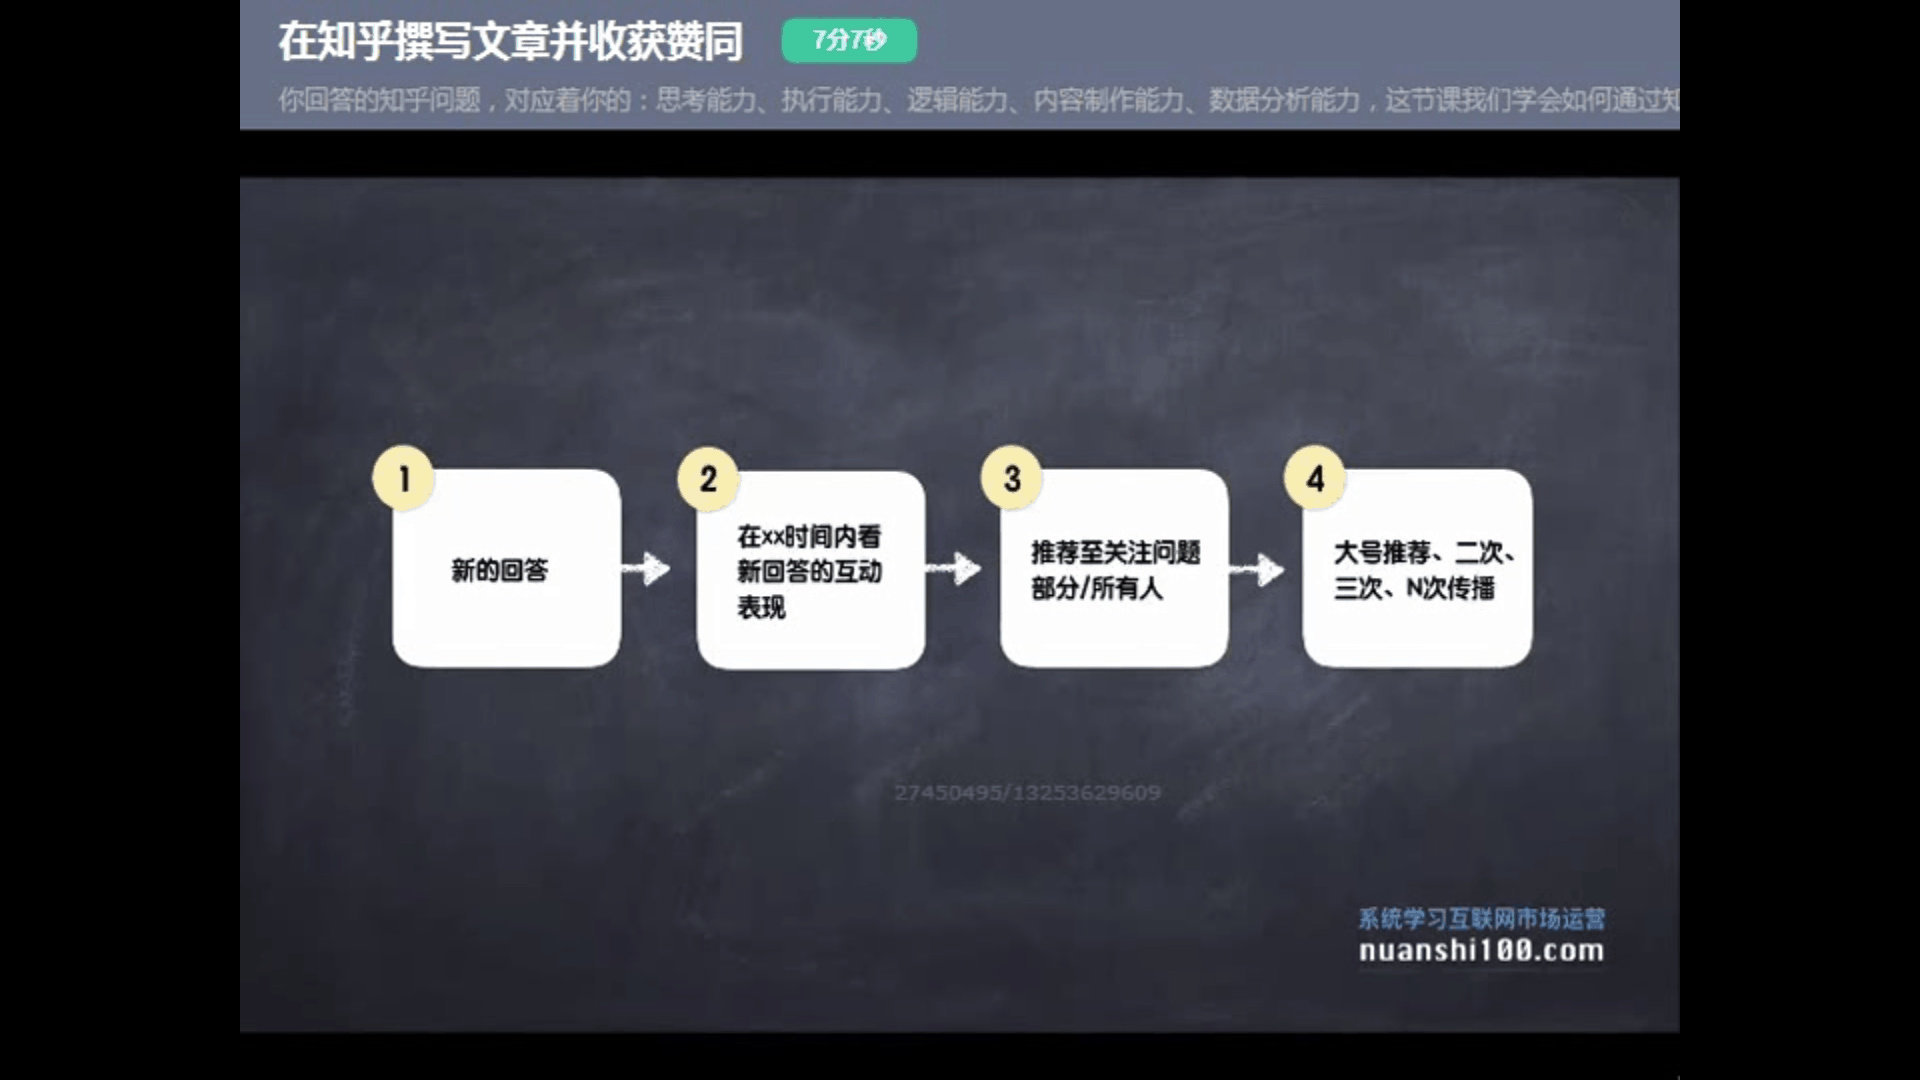 在知乎撰写文章并收获赞同
7分7秒
你回答的知乎问题，对应着你的：思考能力、执行能力、逻辑能力、内容制作能力、数据分析能力，这节课我们学会如何通过知
1
新的回答
2
在xx时间内看
新回答的互动
表现
3
推荐至关注问题
部分/所有人
4
大号推荐、二次、
三次、N次传播
27450495/13253629609
系统学习互联网市场运营
nuanshi100.com